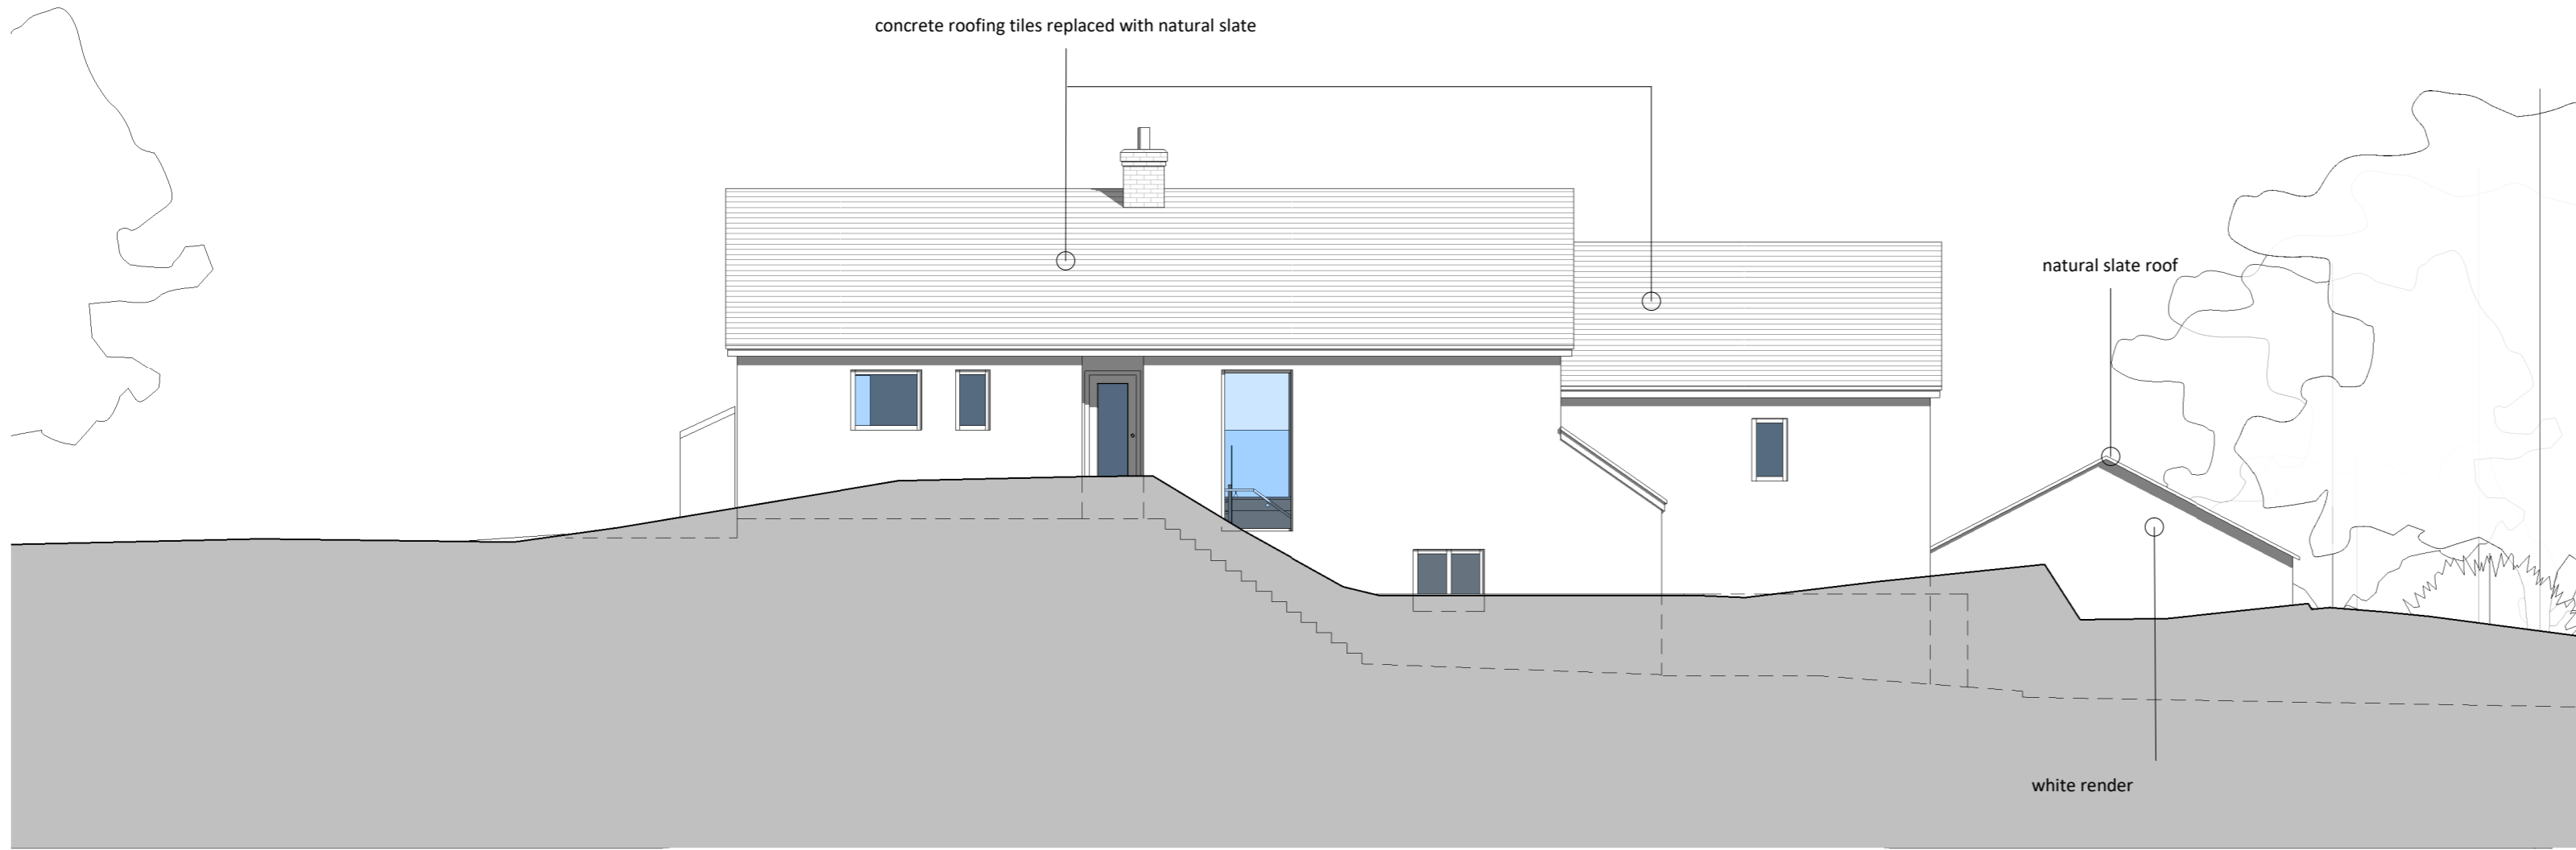 concrete roofing tiles replaced with natural slate
natural slate roof
white render